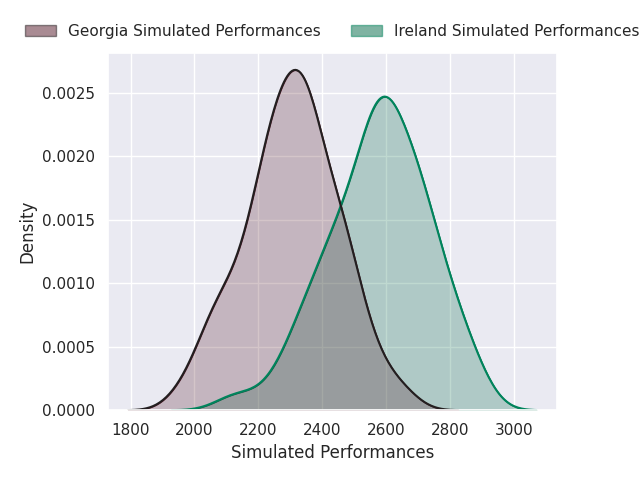 Georgia Simulated Performances Ireland Simulated Performances
0.0025
0.0020
0.0015
0.0010
0.0005
0.0000
Density
1800 2000 2200 2400 2600 2800 3000
Simulated Performances